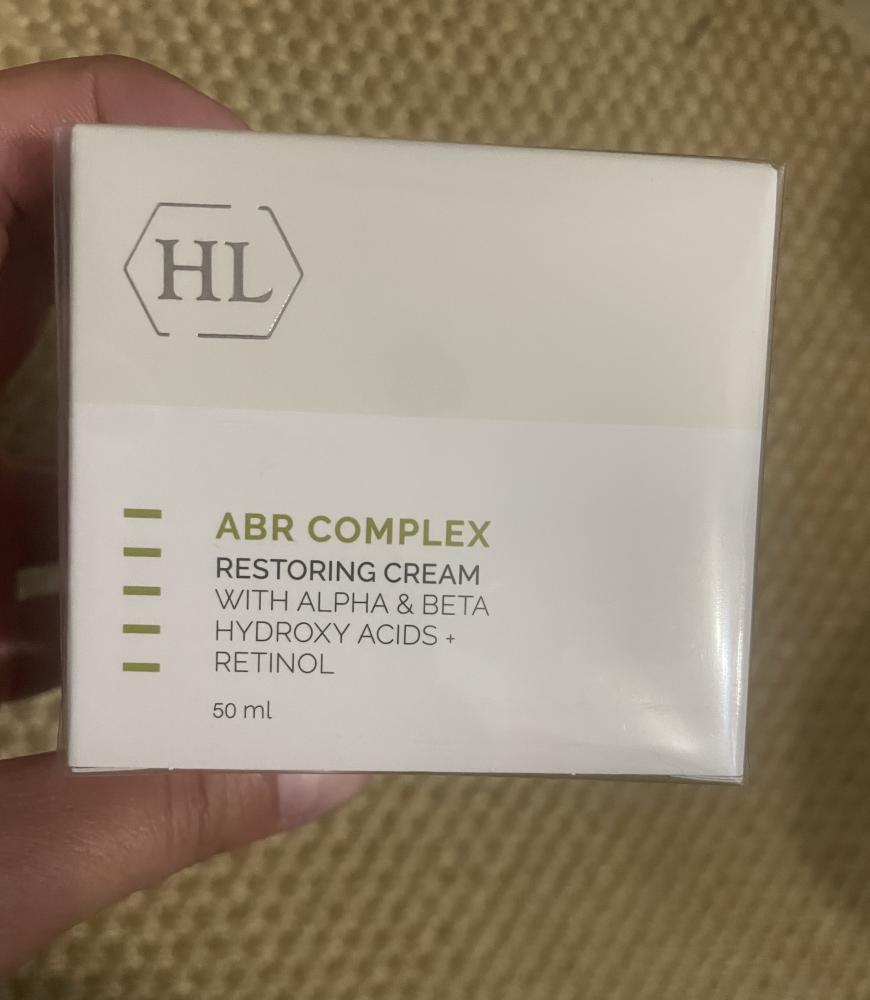 HL
ABR COMPLEX
RESTORING CREAM
WITH ALPHA & BETA
HYDROXY ACIDS +
RETINOL
50 ml